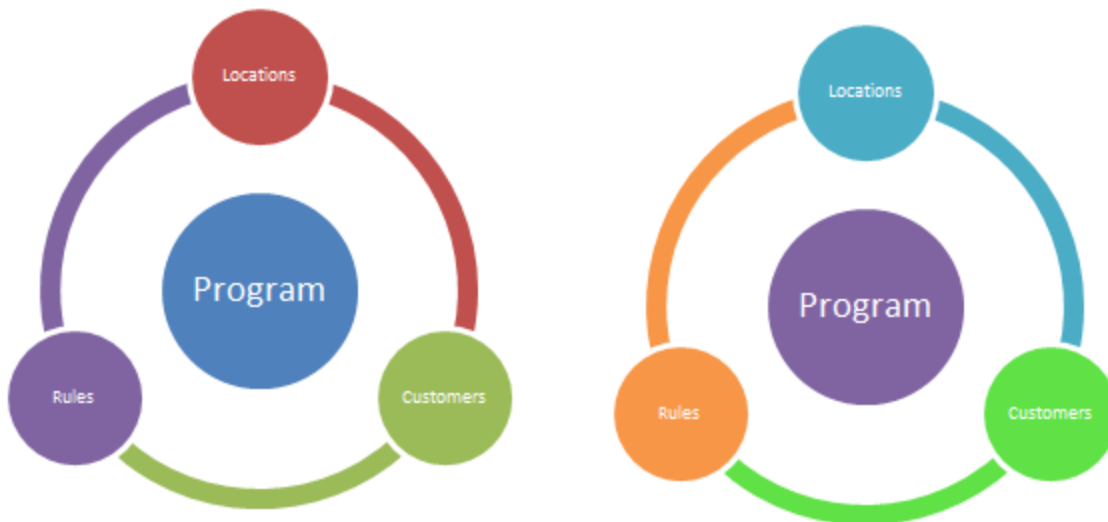 Locations
Program
Rules
Customers
Locations
Program
Rules
Customers